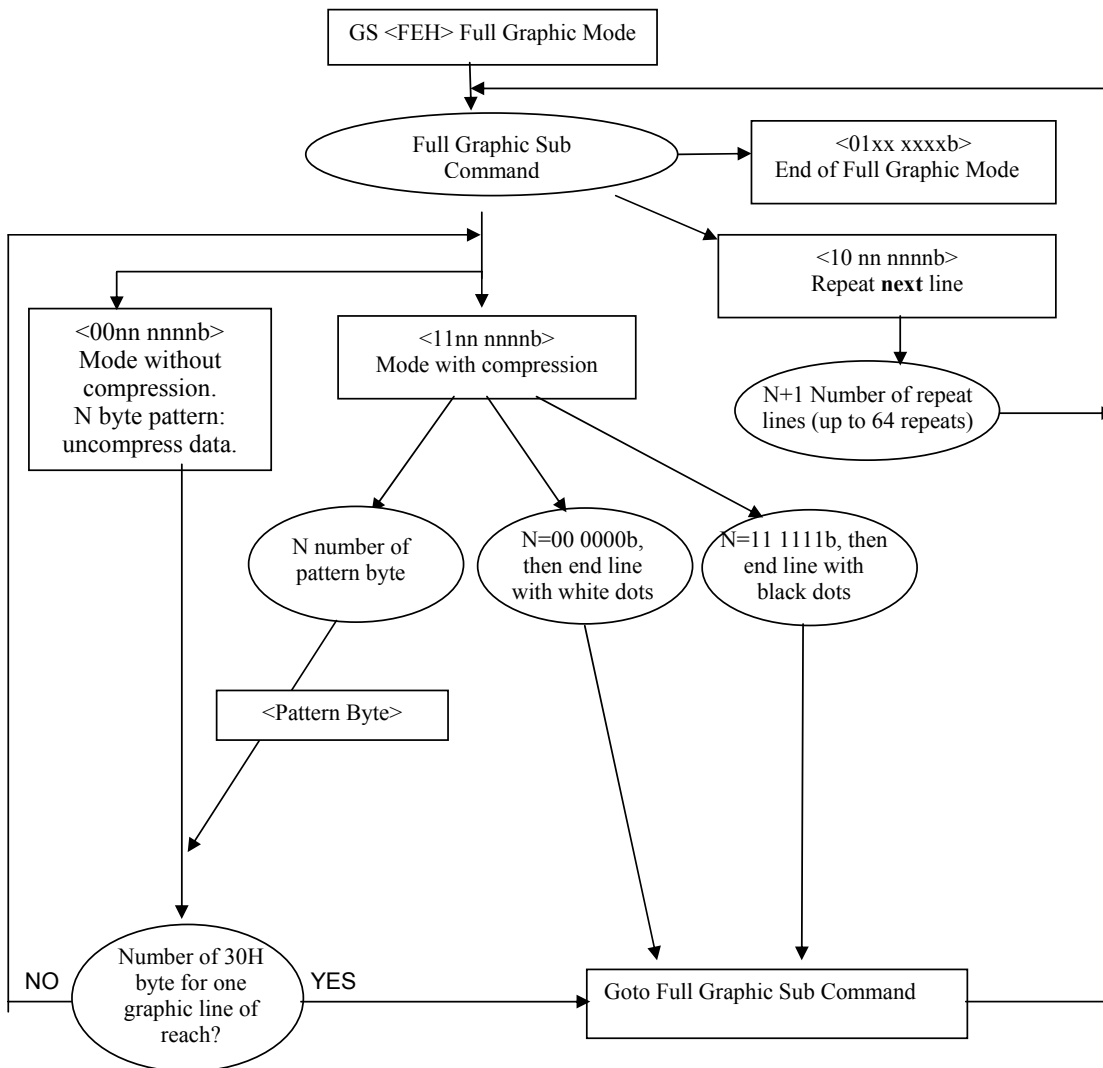 GS <FEH> Full Graphic Mode
Full Graphic Sub
Command
<01xx xxxxb>
End of Full Graphic Mode
<10 nn nnnnb>
Repeat next line
<00nn nnnnb>
Mode without
compression.
N byte pattern:
uncompress data.
<11nn nnnnb>
Mode with compression
N+1 Number of repeat
lines (up to 64 repeats)
N number of
pattern byte
N=00 0000b,
then end line
with white dots
N=11 1111b, then
end line with
black dots
<Pattern Byte>
NO
Number of 30H
byte for one
graphic line of
reach?
YES
Goto Full Graphic Sub Command